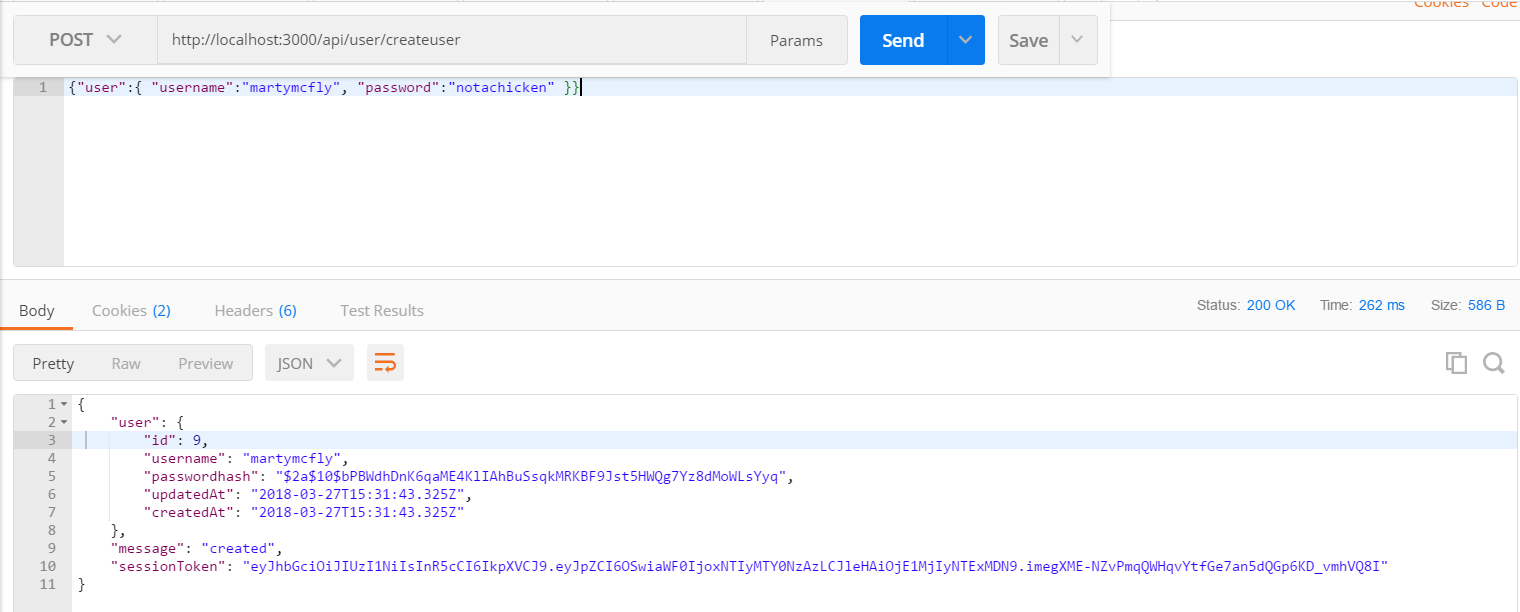 Cookies Code
POST http://localhost:3000/api/user/createuser Params Send Save
1 {"user":{ "username":"martymcfly", "password":"notachicken" }}
Body Cookies (2) Headers (6) Test Results Status: 200 OK Time: 262 ms Size: 586 B
Pretty Raw Preview JSON
1 {
2 "user": {
3 "id": 9,
4 "username": "martymcfly",
5 "passwordhash": "$2a$10$bPBWdhDnK6qaME4KlIAhBuSsqkMRKBF9Jst5HWQg7Yz8dMoWLsYyq",
6 "updatedAt": "2018-03-27T15:31:43.325Z",
7 "createdAt": "2018-03-27T15:31:43.325Z"
8 },
9 "message": "created",
10 "sessionToken": "eyJhbGciOiJIUzI1NiIsInR5cCI6IkpXVCJ9.eyJpZCI6OSwiaWF0IjoxNTIyMTY0NzAzLCJleHAiOjE1MjIyNTExMDN9.imegXME-NZvPmqQWHqvYtfGe7an5dQGp6KD_vmhVQ8I"
11 }